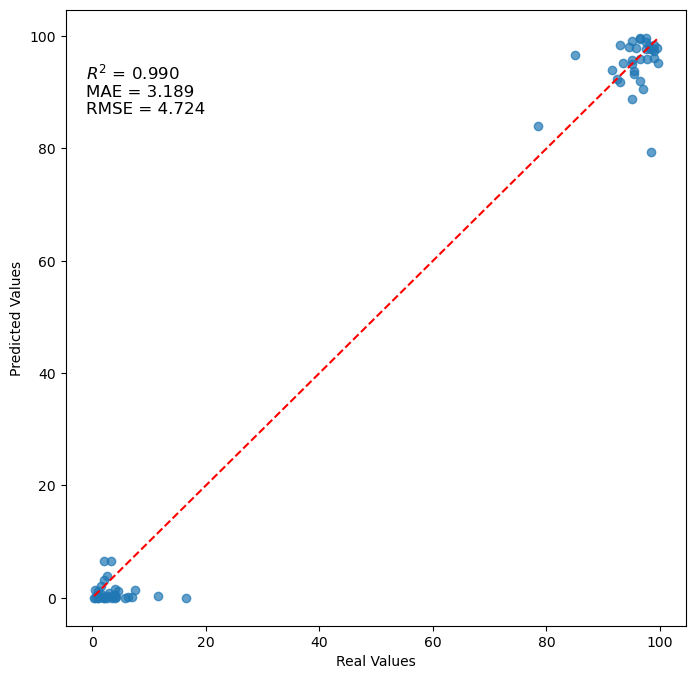 100
80
60
40
20
0
Predicted Values
R² = 0.990
MAE = 3.189
RMSE = 4.724
0 20 40 60 80 100
Real Values